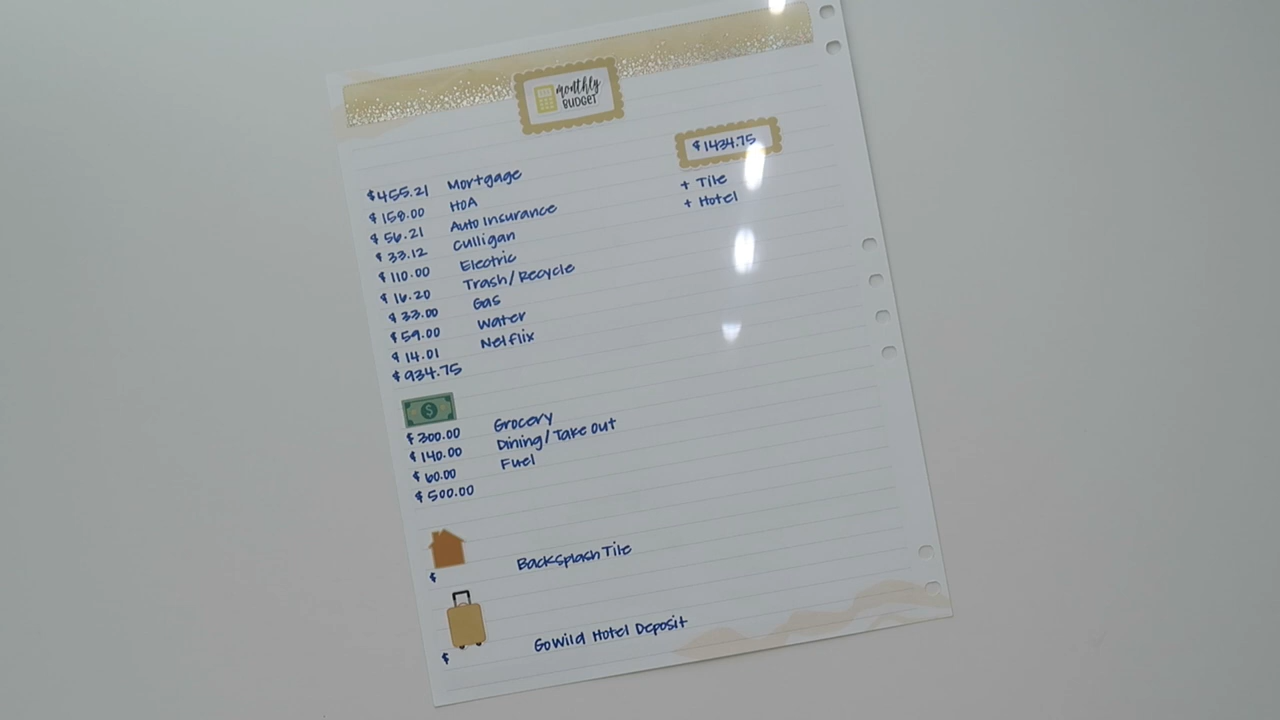 monthly
BUDGET
$1434.75
+ Tile
+ Hotel
$455.21 Mortgage
$158.00 HOA
$56.21 Auto Insurance
$33.12 Culligan
$110.00 Electric
$16.20 Trash/Recycle
$33.00 Gas
$59.00 Water
$14.01 Netflix
$934.75
$
$300.00 Grocery
$140.00 Dining/Take out
$60.00 Fuel
$500.00
$ Backsplash Tile
$ GoWild Hotel Deposit